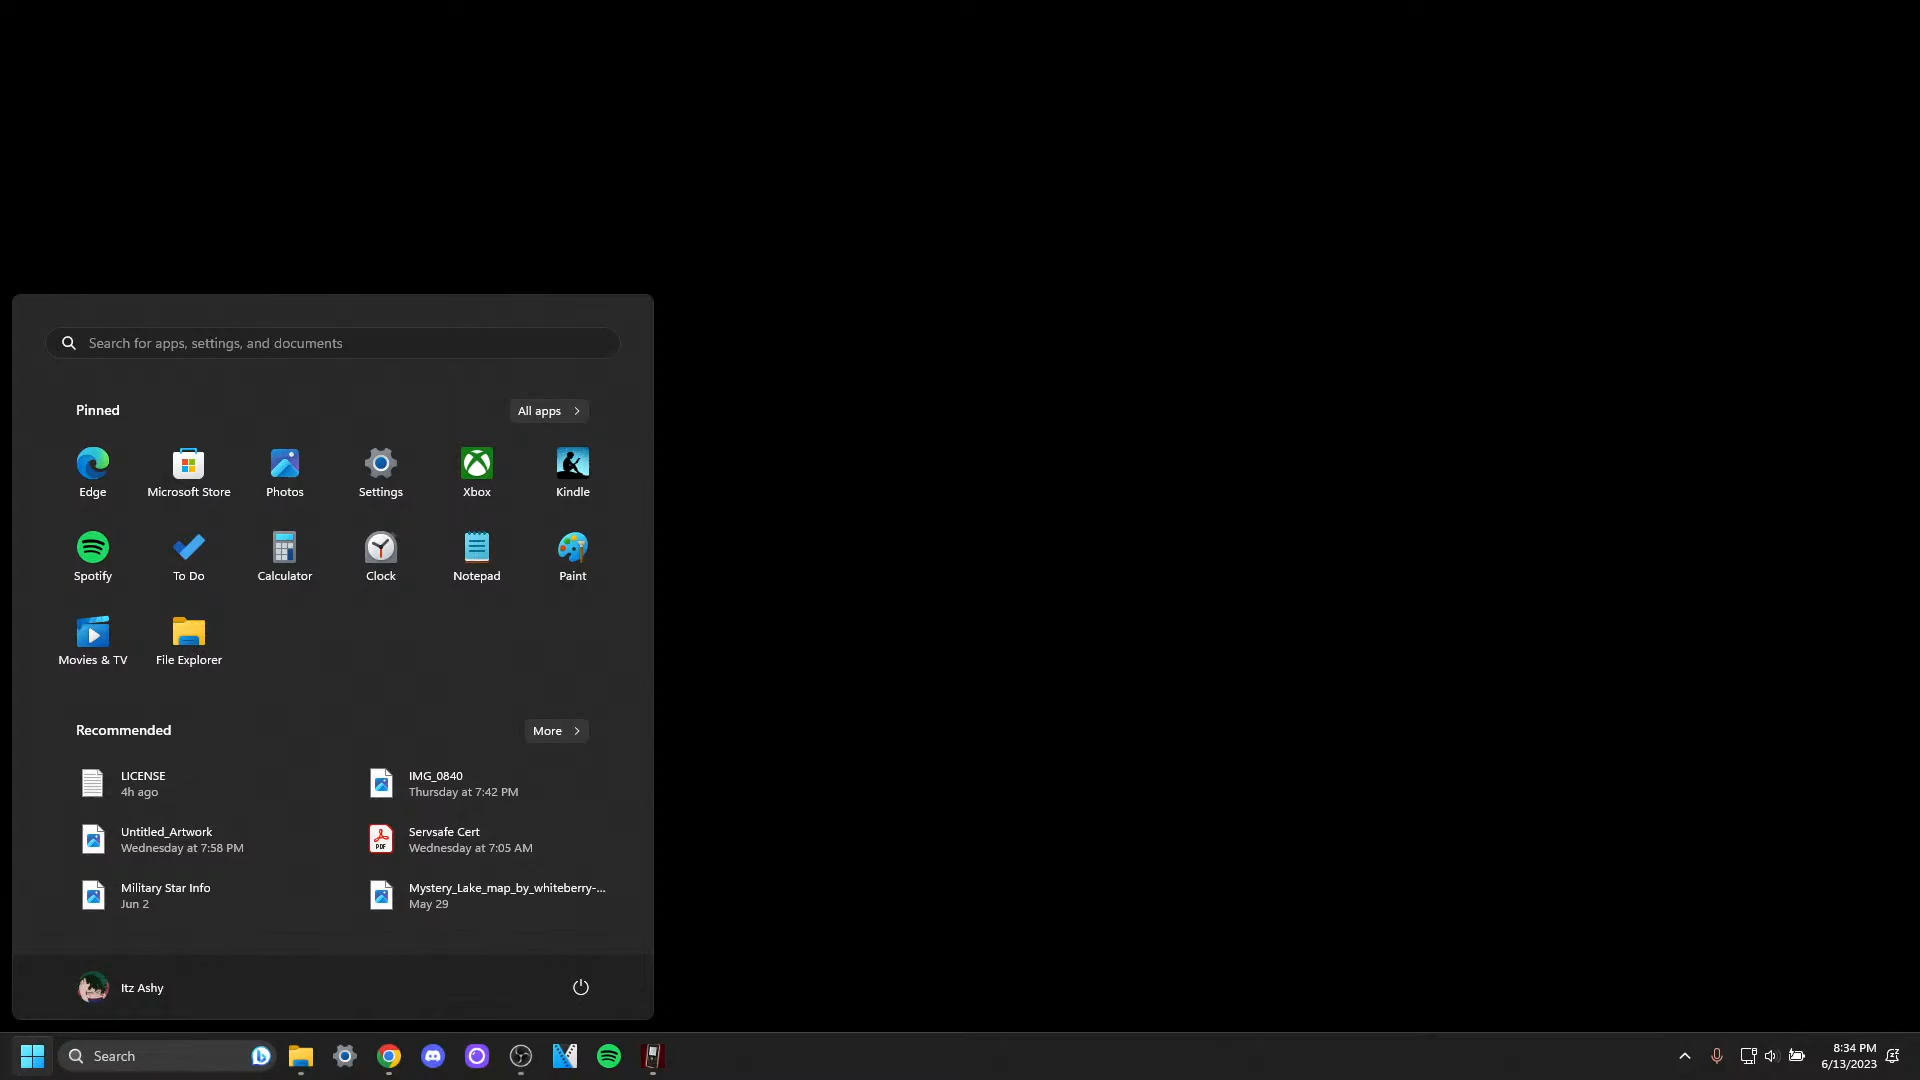 Search for apps, settings, and documents
Pinned
All apps
Edge
Microsoft Store
Photos
Settings
Xbox
Kindle
Spotify
To Do
Calculator
Clock
Notepad
Paint
Movies & TV
File Explorer
Recommended
More
LICENSE
4h ago
IMG_0840
Thursday at 7:42 PM
Untitled_Artwork
Wednesday at 7:58 PM
PDF
Servsafe Cert
Wednesday at 7:05 AM
Military Star Info
Jun 2
Mystery_Lake_map_by_whiteberry-...
May 29
Itz Ashy
Search
8:34 PM
6/13/2023